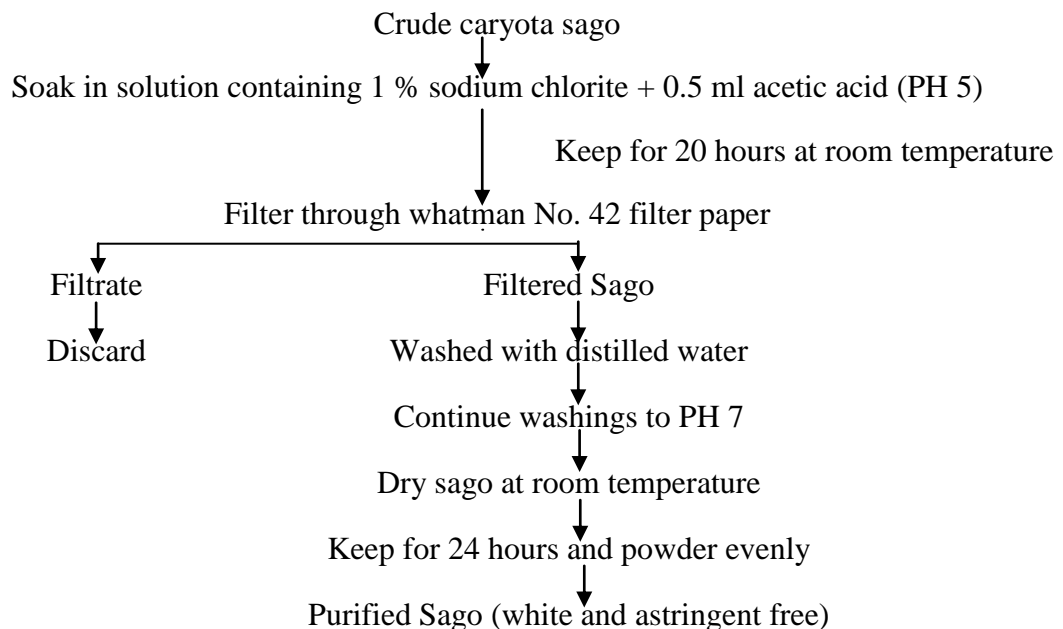 Crude caryota sago
Soak in solution containing 1 % sodium chlorite + 0.5 ml acetic acid (PH 5)
Keep for 20 hours at room temperature
Filter through whatman No. 42 filter paper
Filtrate
Filtered Sago
Discard
Washed with distilled water
Continue washings to PH 7
Dry sago at room temperature
Keep for 24 hours and powder evenly
Purified Sago (white and astringent free)